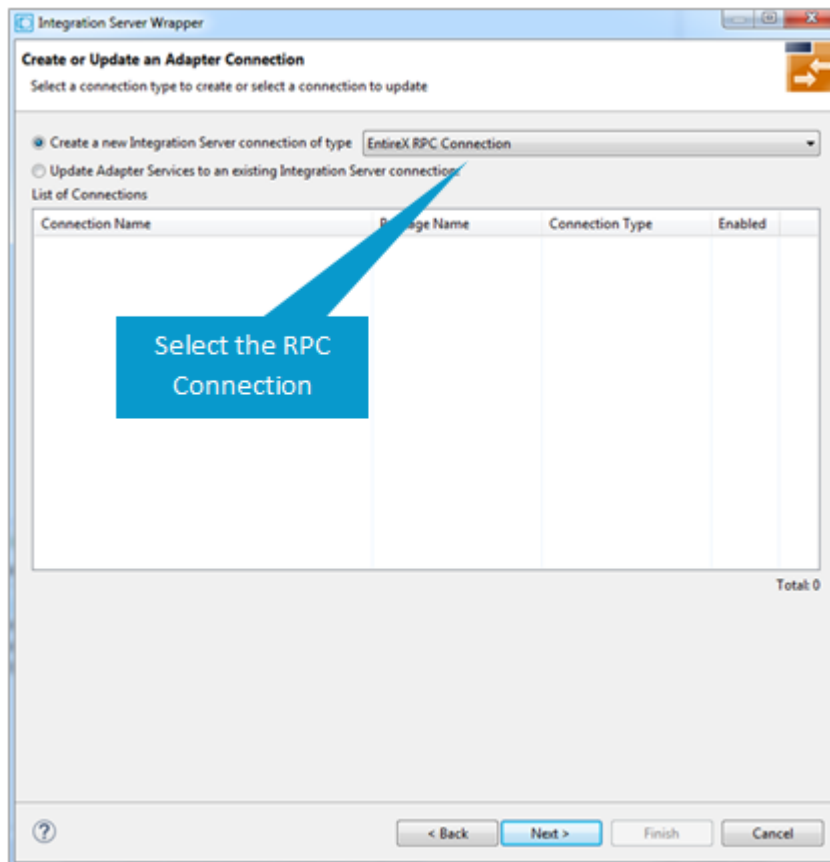 Integration Server Wrapper
Create or Update an Adapter Connection
Select a connection type to create or select a connection to update
Create a new Integration Server connection of type EntireX RPC Connection
Update Adapter Services to an existing Integration Server connection
List of Connections
Connection Name Name Connection Type Enabled
Select the RPC
Connection
Total: 0
< Back Next > Finish Cancel